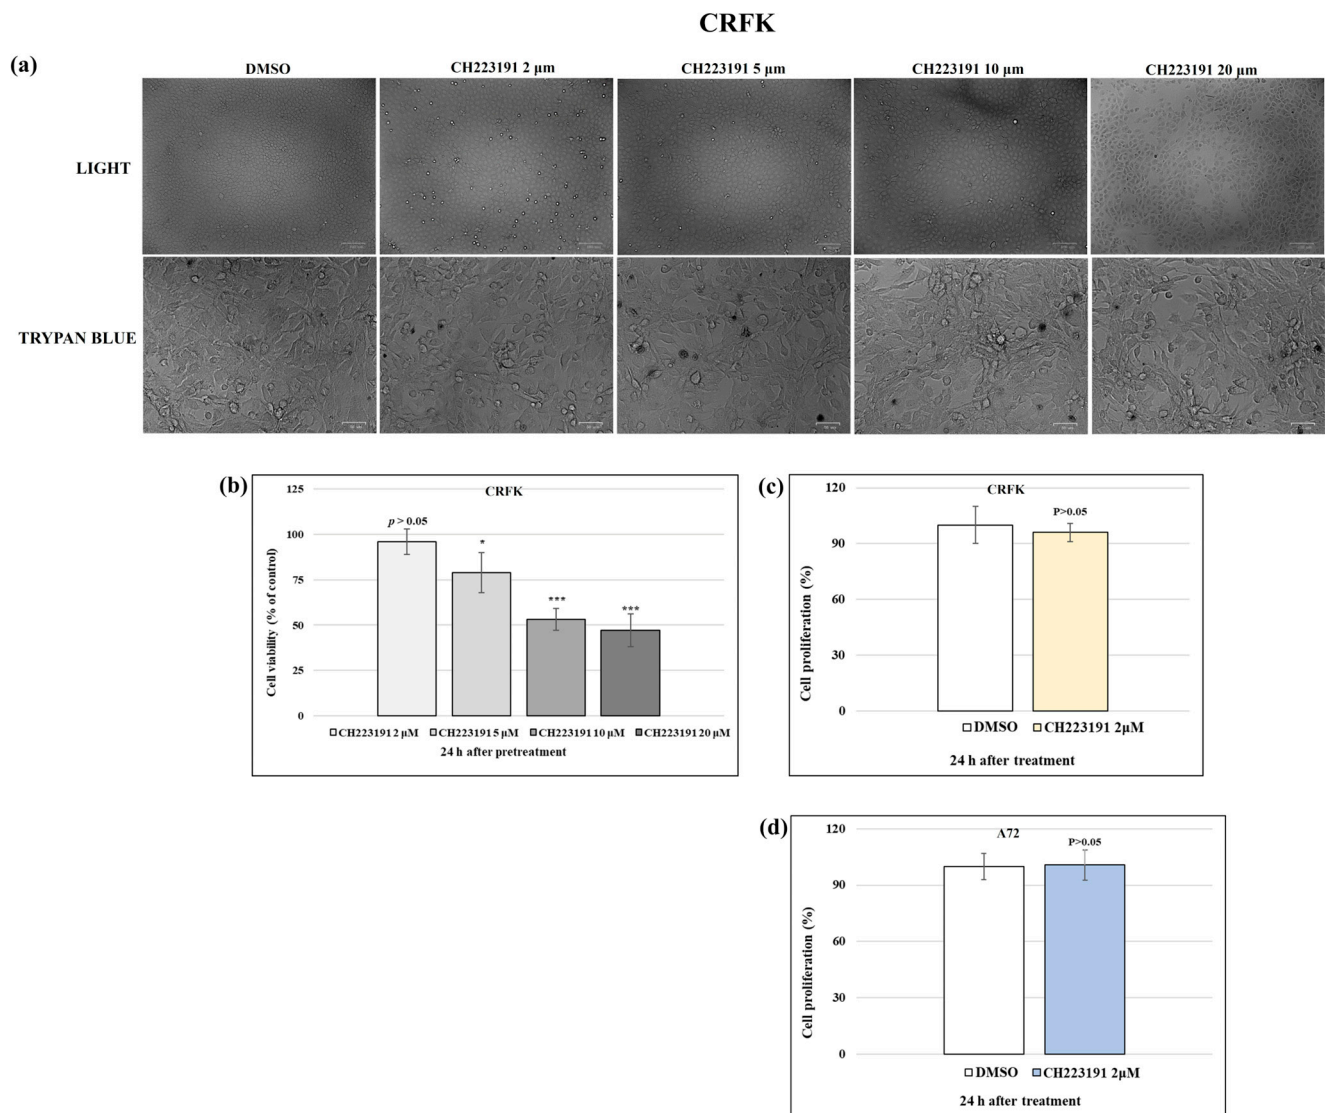 CRFK
(a)
DMSO
CH223191 2 μm
CH223191 5 μm
CH223191 10 μm
CH223191 20 μm
LIGHT
TRYPAN BLUE
(b)
CRFK
125
100
75
50
25
0
Cell viability (% of control)
p > 0.05
*
***
***
CH223191 2 μM
CH223191 5 μM
CH223191 10 μM
CH223191 20 μM
24 h after pretreatment
(c)
CRFK
120
90
60
30
0
Cell proliferation (%)
P>0.05
DMSO
CH223191 2μM
24 h after treatment
(d)
A72
120
90
60
30
0
Cell proliferation (%)
P>0.05
DMSO
CH223191 2μM
24 h after treatment